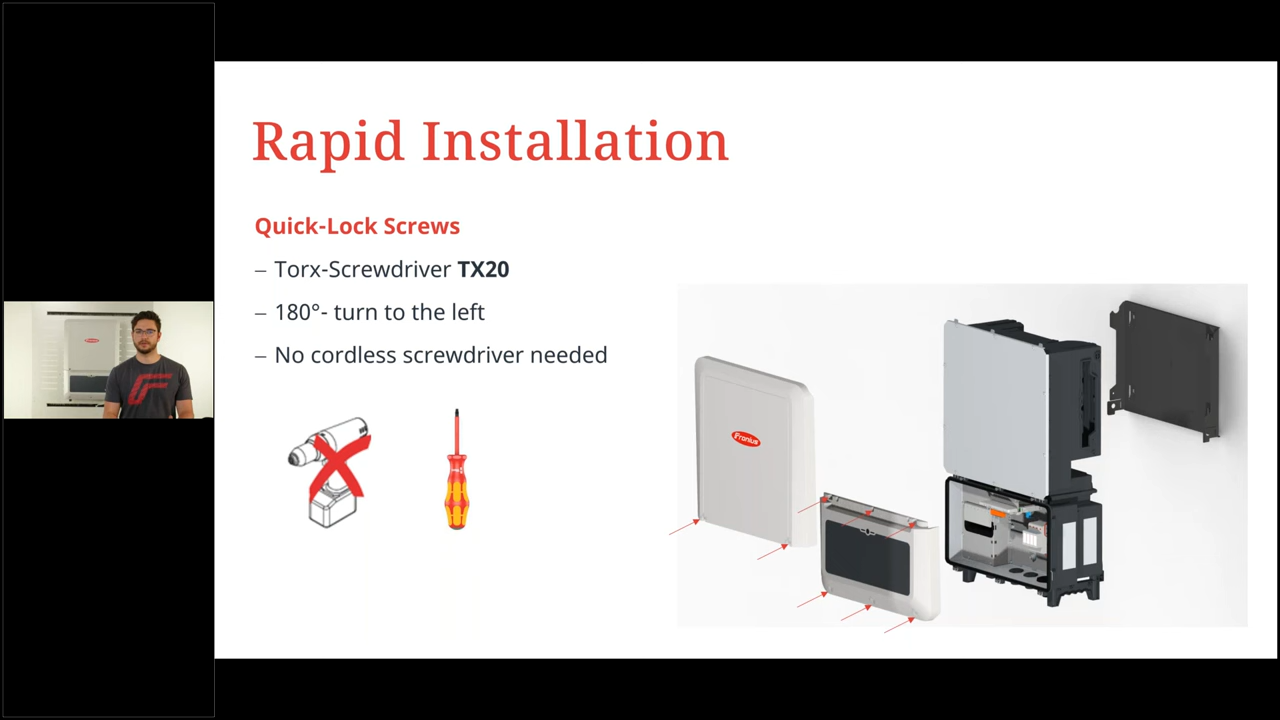 Rapid Installation
Quick-Lock Screws
– Torx-Screwdriver TX20
– 180°- turn to the left
– No cordless screwdriver needed
Fronius